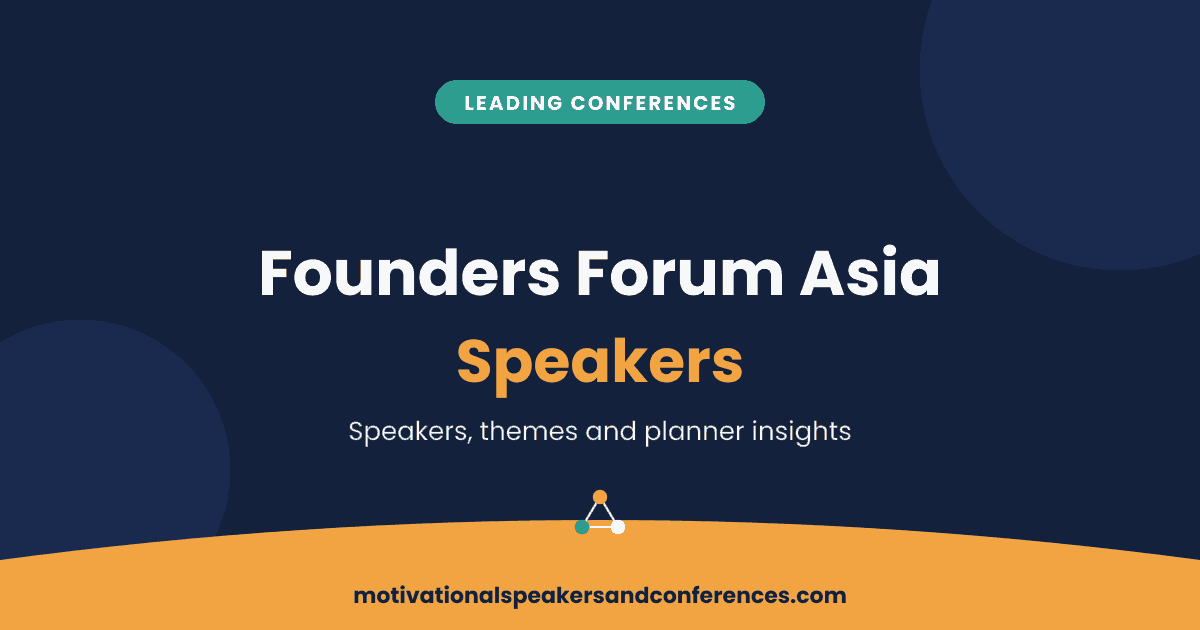 LEADING CONFERENCES
Founders Forum Asia
Speakers
Speakers, themes and planner insights
motivationalspeakersandconferences.com